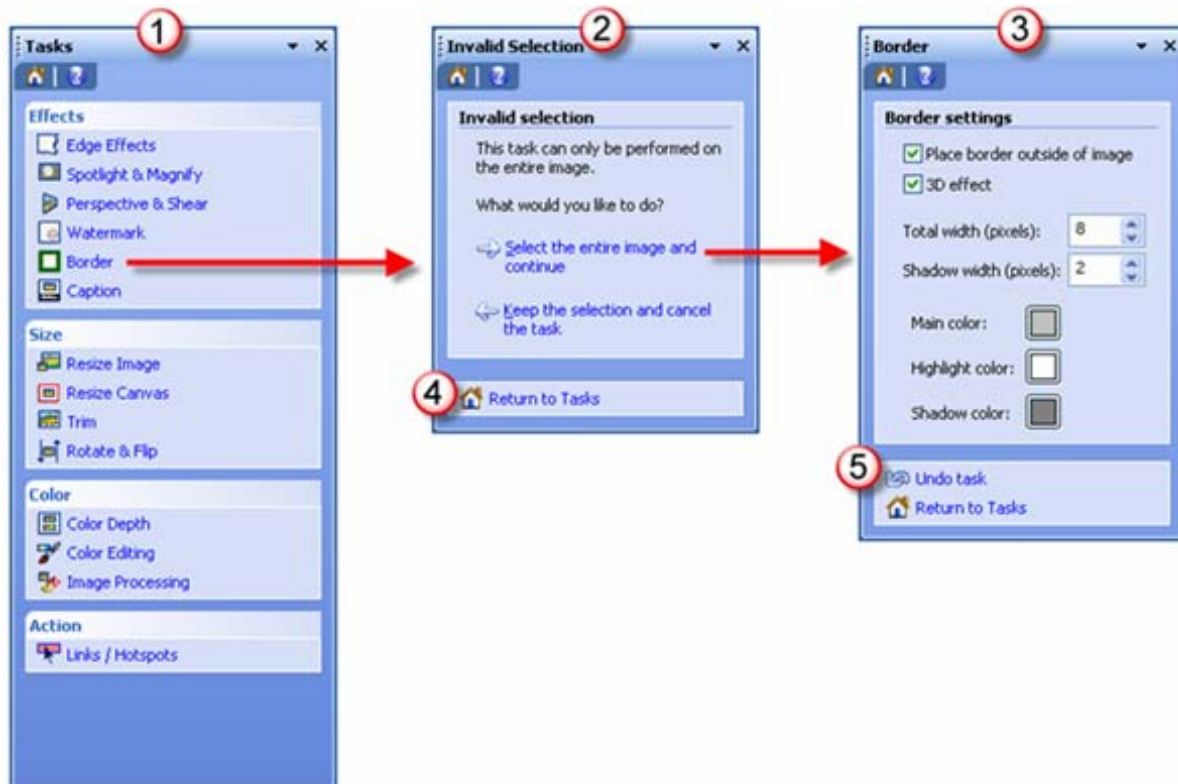 1
Tasks
Effects
Edge Effects
Spotlight & Magnify
Perspective & Shear
Watermark
Border
Caption
Size
Resize Image
Resize Canvas
Trim
Rotate & Flip
Color
Color Depth
Color Editing
Image Processing
Action
Links / Hotspots
2
Invalid Selection
Invalid selection
This task can only be performed on
the entire image.
What would you like to do?
Select the entire image and
continue
Keep the selection and cancel
the task
4
Return to Tasks
3
Border
Border settings
Place border outside of image
3D effect
Total width (pixels): 8
Shadow width (pixels): 2
Main color:
Highlight color:
Shadow color:
5
Undo task
Return to Tasks